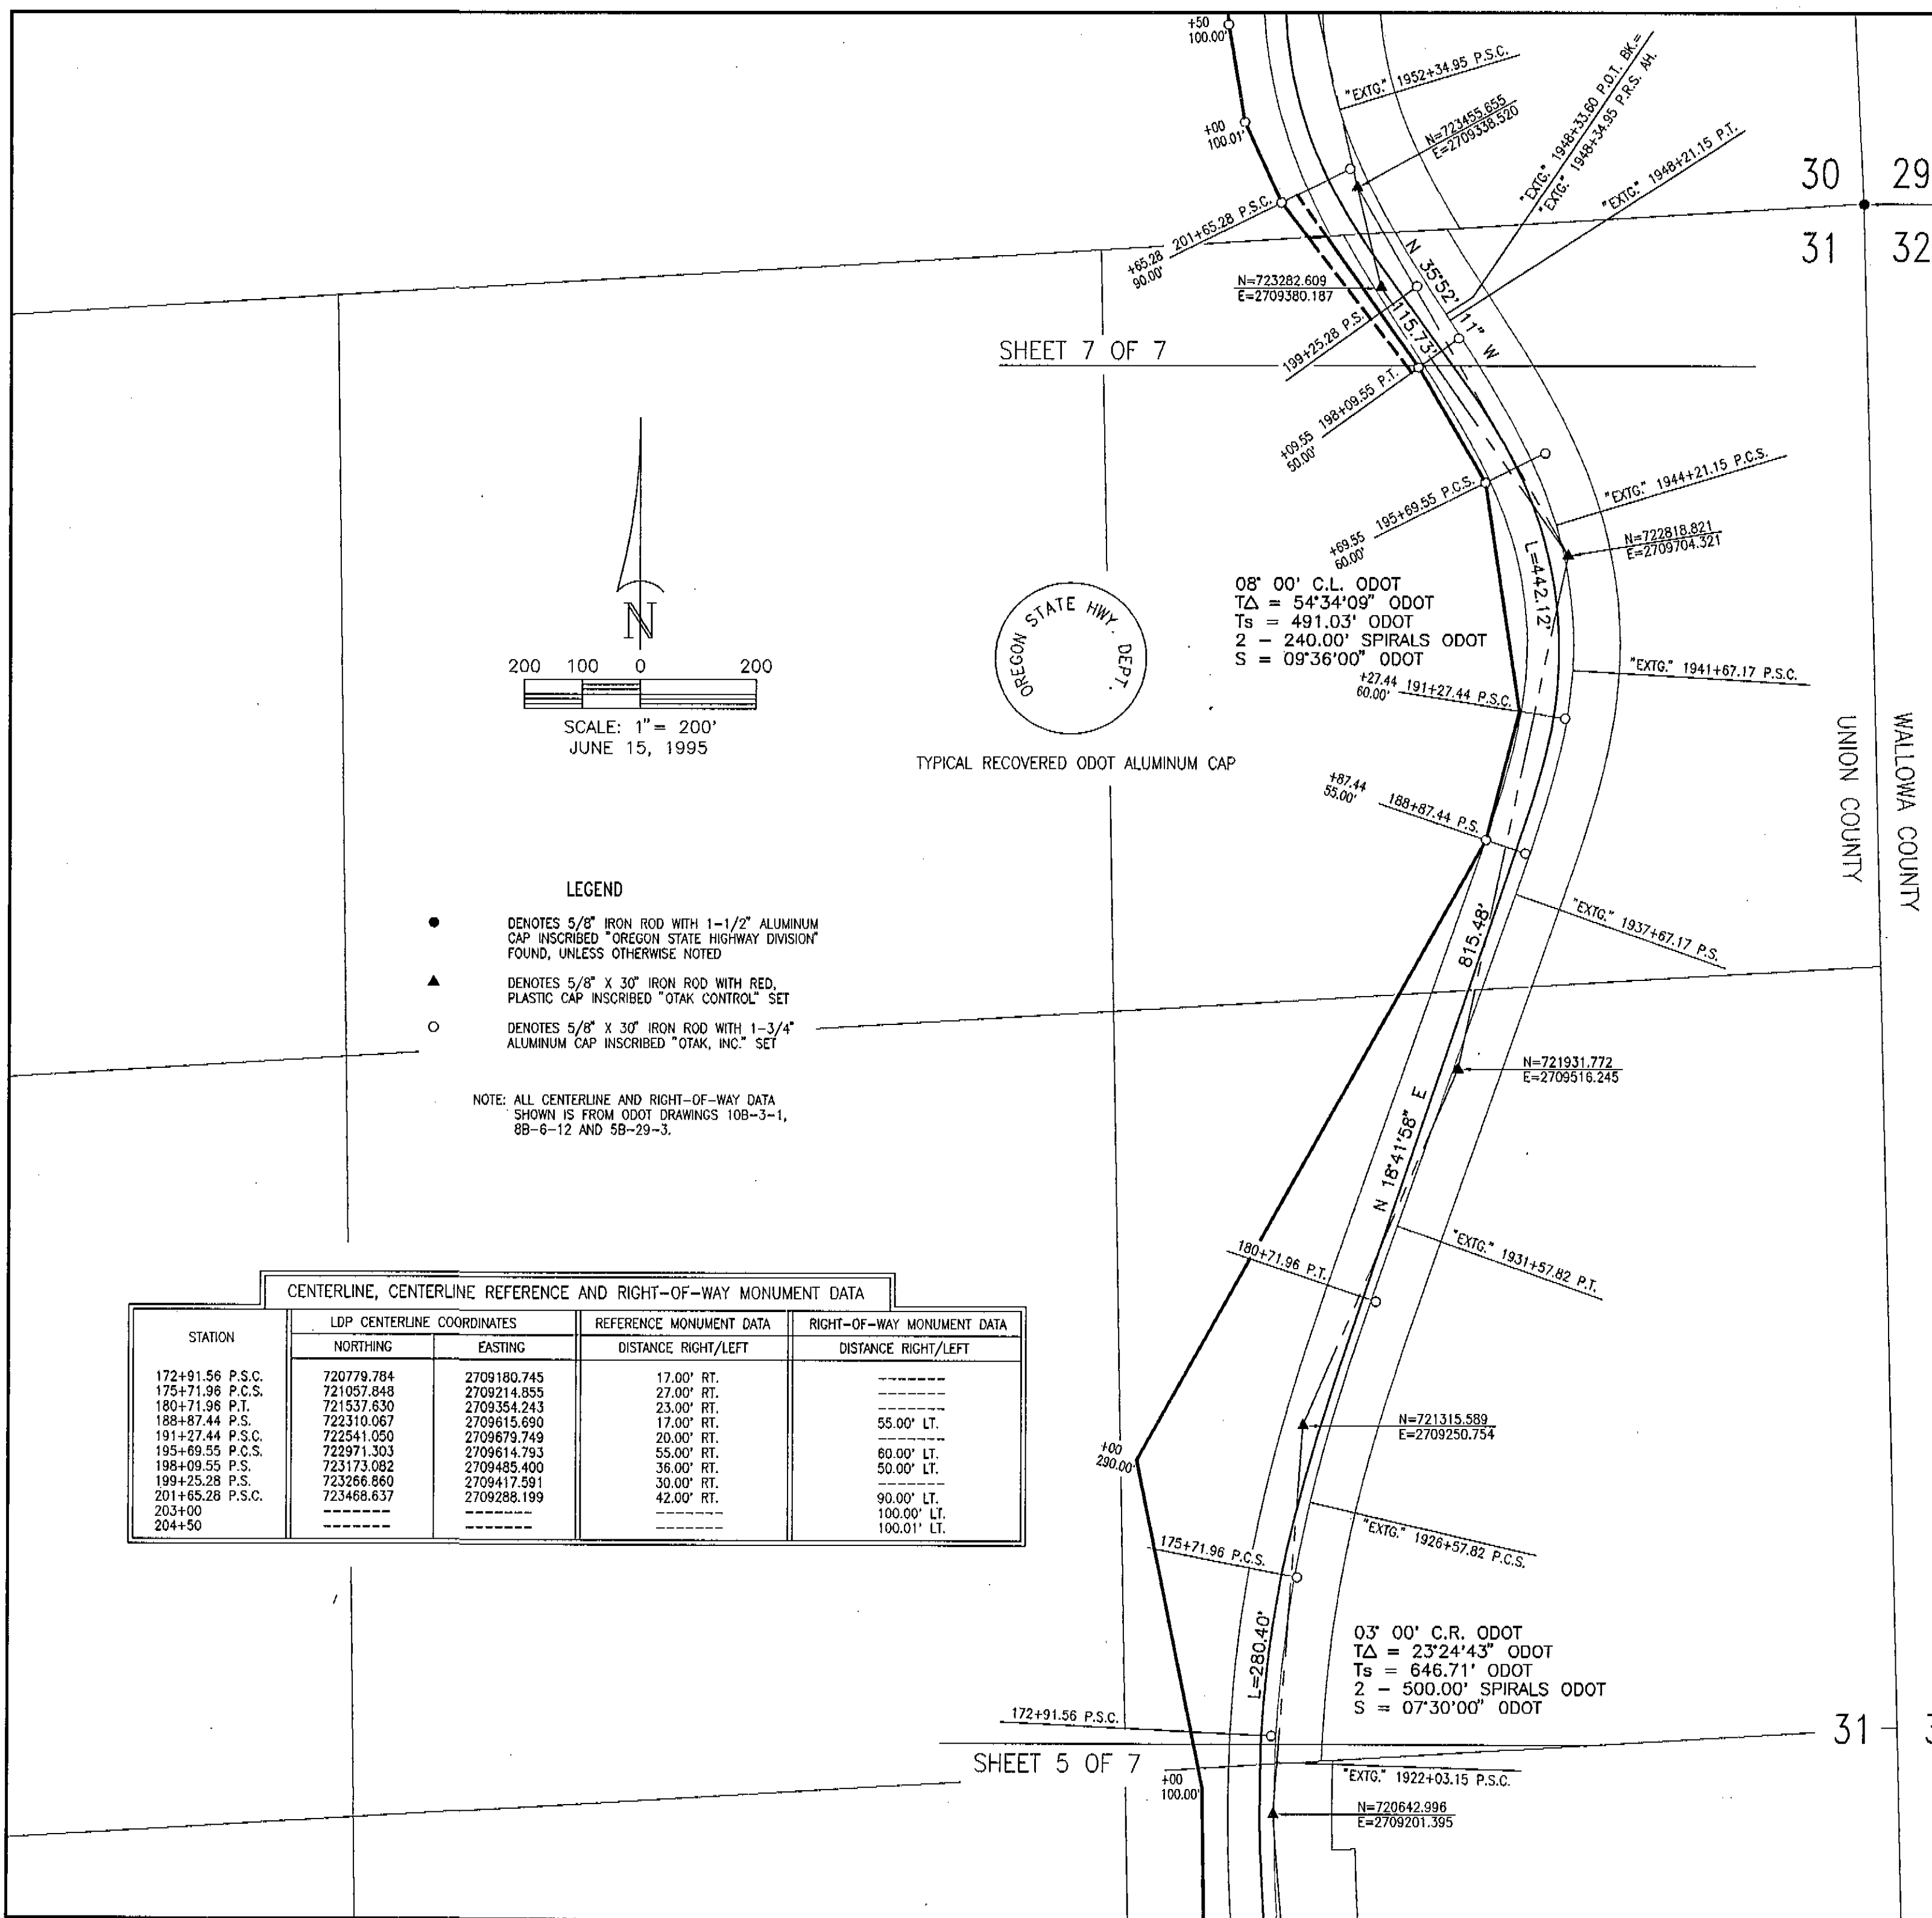 +50
100.00'
"EXTG." 1952+34.95 P.S.C.
"EXTG." 1948+33.60 P.O.T. BK.=
"EXTG." 1948+34.95 P.R.S. AH.
+00
100.01'
N=723455.655
E=2709338.520
"EXTG." 1948+21.15 P.T.
30 29
31 32
201+65.28 P.S.C.
+65.28
90.00'
N=723282.609
E=2709380.187
N 35°52'11" W
115.73'
199+25.28 P.S.
SHEET 7 OF 7
198+09.55 P.T.
+09.55
50.00'
"EXTG." 1944+21.15 P.C.S.
195+69.55 P.C.S.
+69.55
60.00'
N=722818.821
E=2709704.321
L=442.12'
08° 00' C.L. ODOT
T∆ = 54°34'09" ODOT
Ts = 491.03' ODOT
2 - 240.00' SPIRALS ODOT
S = 09°36'00" ODOT
"EXTG." 1941+67.17 P.S.C.
+27.44
60.00'
191+27.44 P.S.C.
N
200 100 0 200
SCALE: 1"= 200'
JUNE 15, 1995
OREGON STATE HWY. DEPT.
TYPICAL RECOVERED ODOT ALUMINUM CAP
UNION COUNTY
WALLOWA COUNTY
+87.44
55.00'
188+87.44 P.S.
815.48'
"EXTG." 1937+67.17 P.S.
LEGEND
DENOTES 5/8" IRON ROD WITH 1-1/2" ALUMINUM
CAP INSCRIBED "OREGON STATE HIGHWAY DIVISION"
FOUND, UNLESS OTHERWISE NOTED
DENOTES 5/8" X 30" IRON ROD WITH RED,
PLASTIC CAP INSCRIBED "OTAK CONTROL" SET
DENOTES 5/8" X 30" IRON ROD WITH 1-3/4"
ALUMINUM CAP INSCRIBED "OTAK, INC." SET
NOTE: ALL CENTERLINE AND RIGHT-OF-WAY DATA
SHOWN IS FROM ODOT DRAWINGS 10B-3-1,
8B-6-12 AND 5B-29-3.
N=721931.772
E=2709516.245
N 18°41'58" E
180+71.96 P.T.
"EXTG." 1931+57.82 P.T.
CENTERLINE, CENTERLINE REFERENCE AND RIGHT-OF-WAY MONUMENT DATA
STATION LDP CENTERLINE COORDINATES REFERENCE MONUMENT DATA RIGHT-OF-WAY MONUMENT DATA
NORTHING EASTING DISTANCE RIGHT/LEFT DISTANCE RIGHT/LEFT
172+91.56 P.S.C. 720779.784 2709180.745 17.00' RT. -------
175+71.96 P.C.S. 721057.848 2709214.855 27.00' RT. -------
180+71.96 P.T. 721537.630 2709354.243 23.00' RT. -------
188+87.44 P.S. 722310.067 2709615.690 17.00' RT. 55.00' LT.
191+27.44 P.S.C. 722541.050 2709679.749 20.00' RT. -------
195+69.55 P.C.S. 722971.303 2709614.793 55.00' RT. 60.00' LT.
198+09.55 P.S. 723173.082 2709485.400 36.00' RT. 50.00' LT.
199+25.28 P.S. 723266.860 2709417.591 30.00' RT. -------
201+65.28 P.S.C. 723468.637 2709288.199 42.00' RT. 90.00' LT.
203+00 ------- ------- ------- 100.00' LT.
204+50 ------- ------- ------- 100.01' LT.
N=721315.589
E=2709250.754
+00
290.00'
"EXTG." 1926+57.82 P.C.S.
175+71.96 P.C.S.
L=280.40'
03° 00' C.R. ODOT
T∆ = 23°24'43" ODOT
Ts = 646.71' ODOT
2 - 500.00' SPIRALS ODOT
S = 07°30'00" ODOT
172+91.56 P.S.C.
31
SHEET 5 OF 7
+00
100.00'
"EXTG." 1922+03.15 P.S.C.
N=720642.996
E=2709201.395